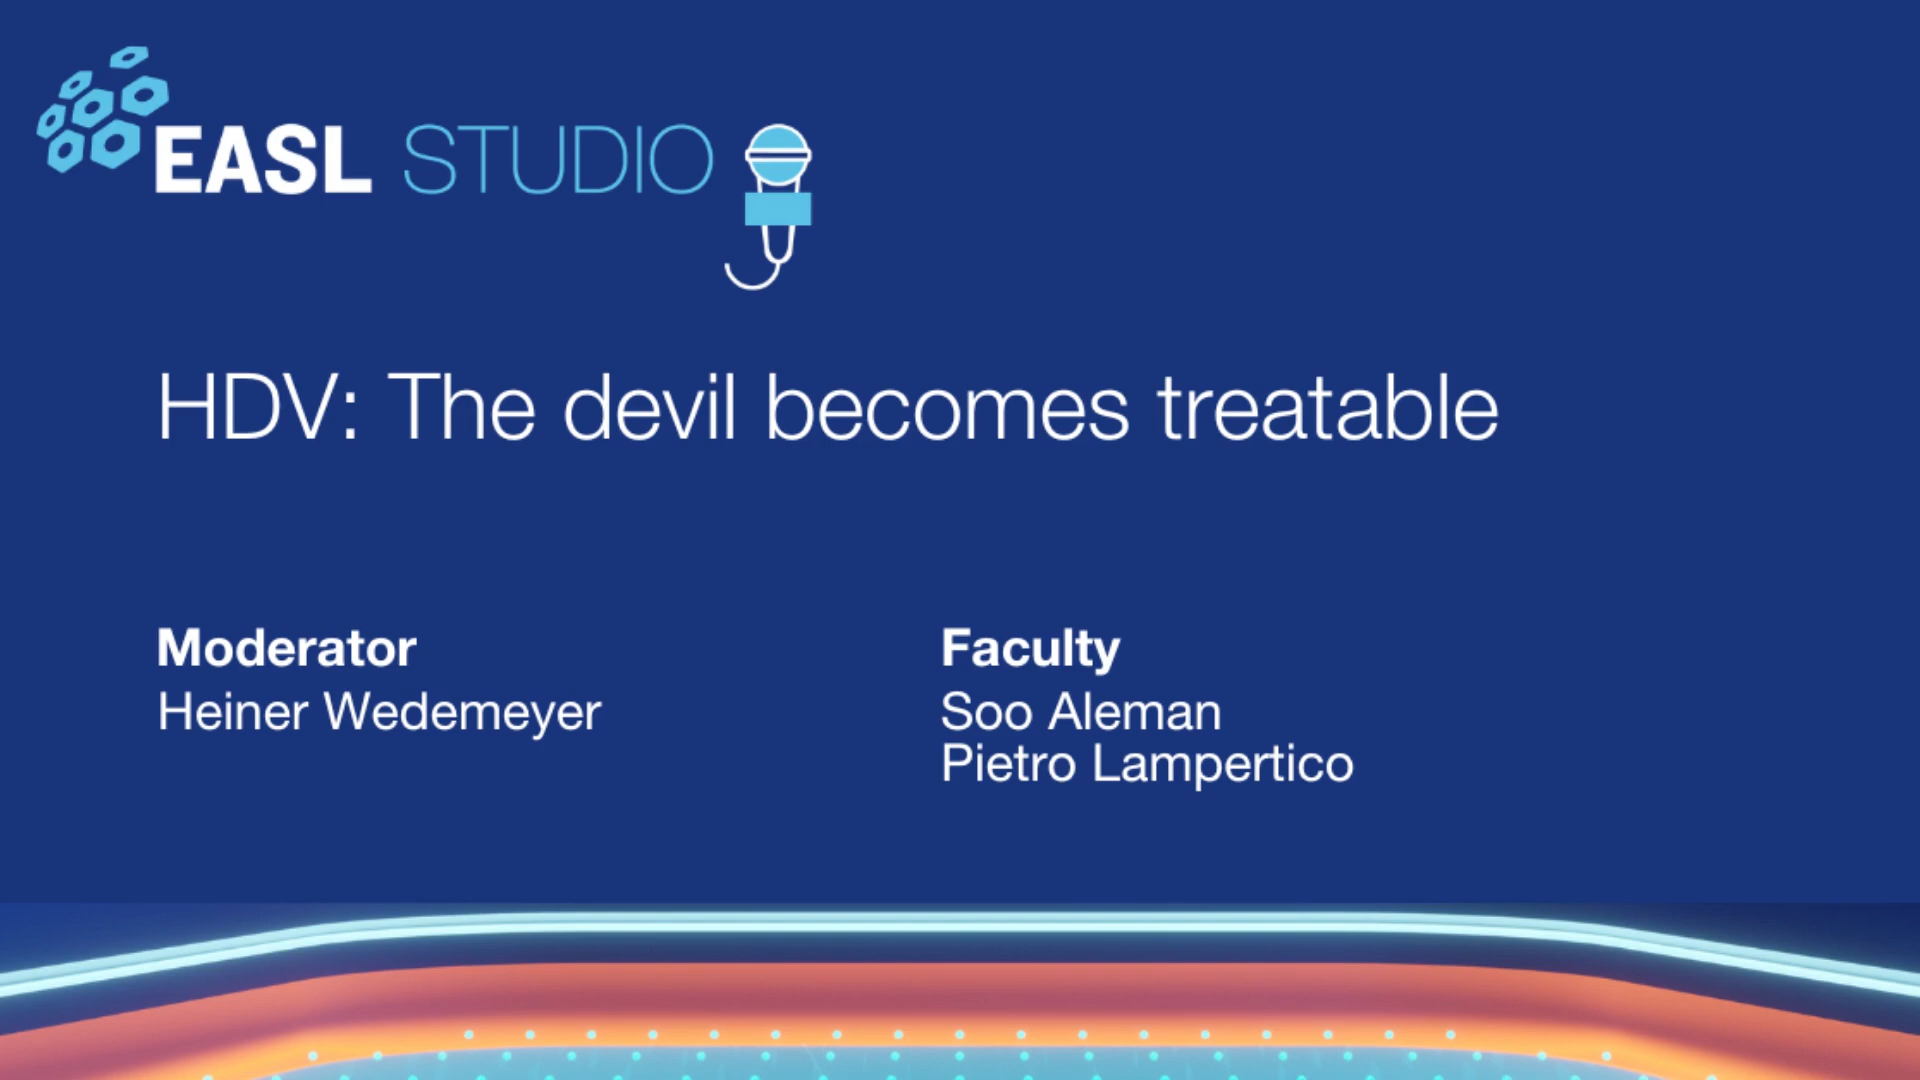 EASL STUDIO
HDV: The devil becomes treatable
Moderator
Heiner Wedemeyer
Faculty
Soo Aleman
Pietro Lampertico